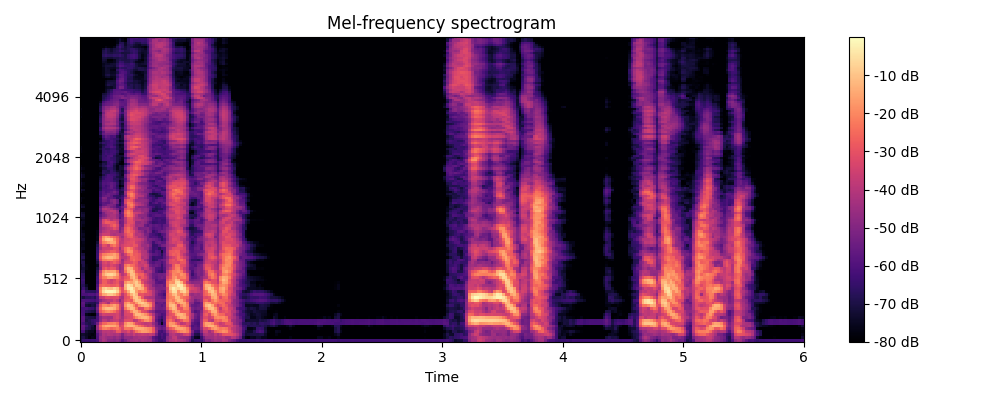 Mel-frequency spectrogram
Hz
4096
2048
1024
512
0
0 1 2 3 4 5 6
Time
-10 dB
-20 dB
-30 dB
-40 dB
-50 dB
-60 dB
-70 dB
-80 dB